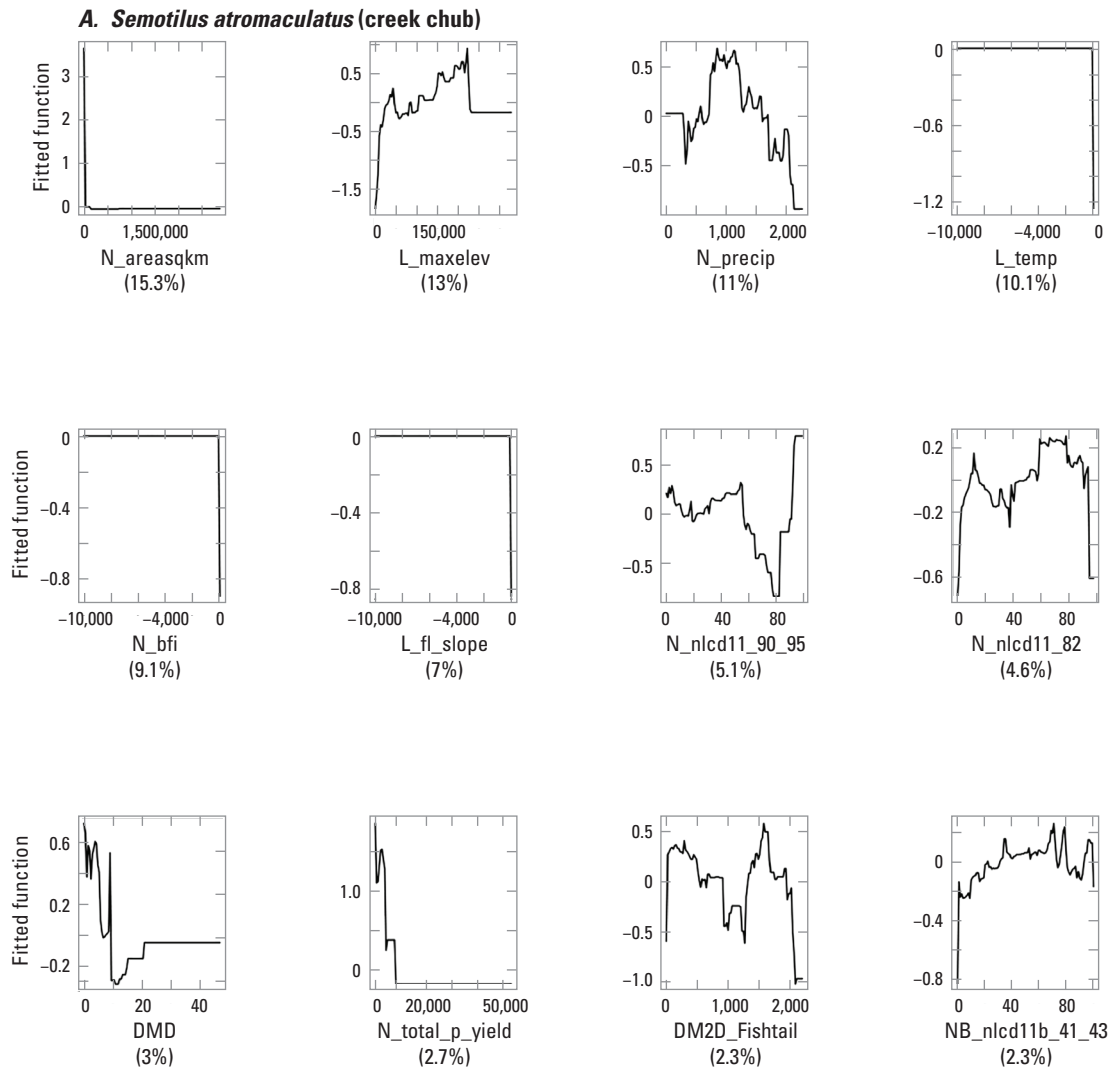 A. Semotilus atromaculatus (creek chub)
Fitted function
3
2
1
0
0 1,500,000
N_areasqkm
(15.3%)
0.5
−0.5
−1.5
0 150,000
L_maxelev
(13%)
0.5
0
−0.5
0 1,000 2,000
N_precip
(11%)
0
−0.6
−1.2
−10,000 −4,000 0
L_temp
(10.1%)
Fitted function
0
−0.4
−0.8
−10,000 −4,000 0
N_bfi
(9.1%)
0
−0.4
−0.8
−10,000 −4,000 0
L_fl_slope
(7%)
0.5
0
−0.5
0 40 80
N_nlcd11_90_95
(5.1%)
0.2
−0.2
−0.6
0 40 80
N_nlcd11_82
(4.6%)
Fitted function
0.6
0.2
−0.2
0 20 40
DMD
(3%)
1.0
0
0 20,000 50,000
N_total_p_yield
(2.7%)
0.5
0
−0.5
−1.0
0 1,000 2,000
DM2D_Fishtail
(2.3%)
0
−0.4
−0.8
0 40 80
NB_nlcd11b_41_43
(2.3%)